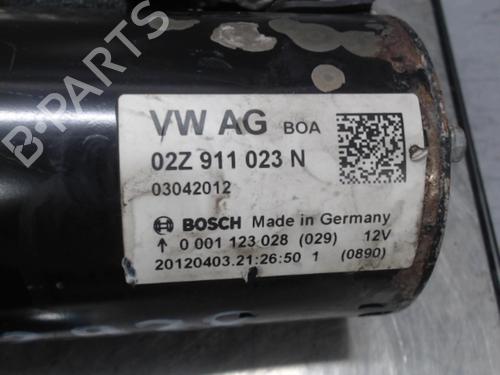 VW AG BOA
02Z 911 023 N
03042012
BOSCH Made in Germany
↑ 0 001 123 028 (029) 12V
20120403.21:26:50 1 (0890)